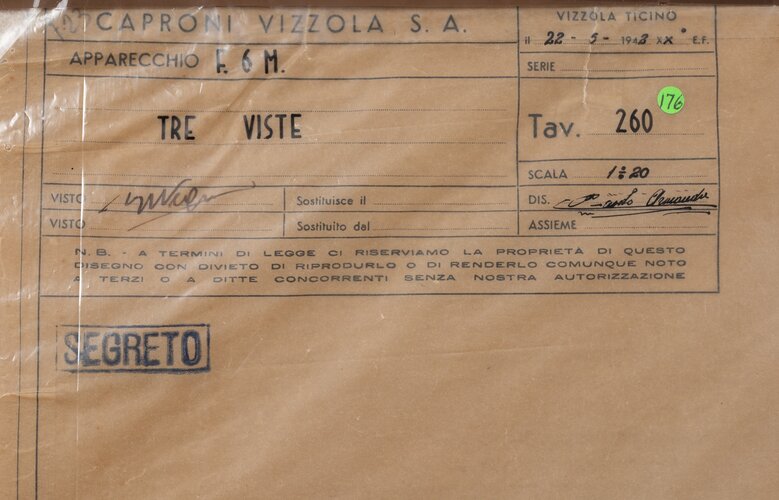 CAPRONI VIZZOLA S. A.
VIZZOLA TICINO
il 22 - 5 - 1942 XX° E.F.
APPARECCHIO F. 6 M.
SERIE
TRE VISTE
Tav. 260
176
SCALA 1÷20
VISTO
Sostituisce il
DIS. Armando
VISTO
Sostituito dal
ASSIEME
N. B. - A TERMINI DI LEGGE CI RISERVIAMO LA PROPRIETÀ DI QUESTO
DISEGNO CON DIVIETO DI RIPRODURLO O DI RENDERLO COMUNQUE NOTO
A TERZI O A DITTE CONCORRENTI SENZA NOSTRA AUTORIZZAZIONE
SEGRETO